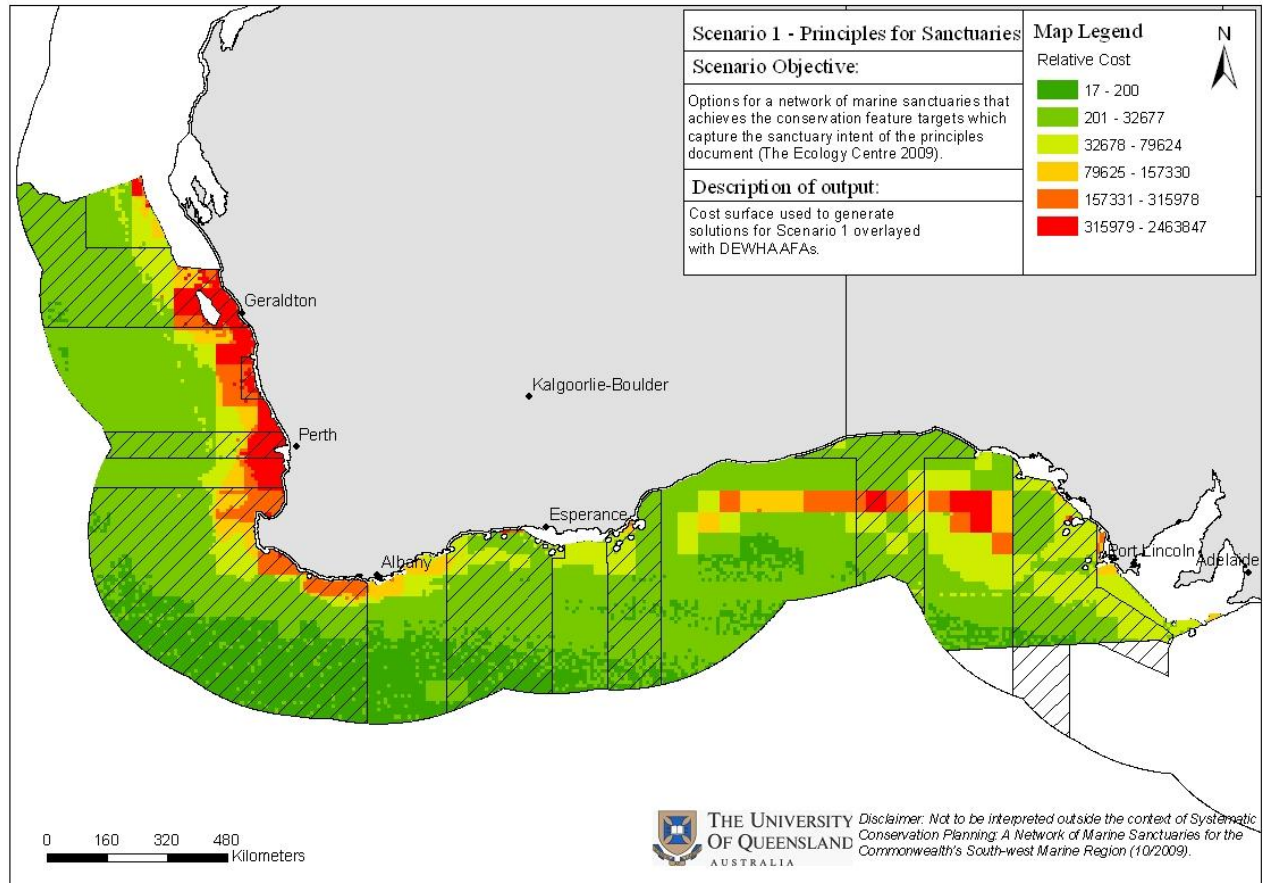 Scenario 1 - Principles for Sanctuaries
Scenario Objective:
Options for a network of marine sanctuaries that
achieves the conservation feature targets which
capture the sanctuary intent of the principles
document (The Ecology Centre 2009).
Description of output:
Cost surface used to generate
solutions for Scenario 1 overlayed
with DEWHAAFAs.
Map Legend
Relative Cost
17 - 200
201 - 32677
32678 - 79624
79625 - 157330
157331 - 315978
315979 - 2463847
N
Geraldton
Kalgoorlie-Boulder
Perth
Esperance
Albany
Port Lincoln
Adelaide
0 160 320 480
Kilometers
THE UNIVERSITY
OF QUEENSLAND
AUSTRALIA
Disclaimer: Not to be interpreted outside the context of Systematic
Conservation Planning: A Network of Marine Sanctuaries for the
Commonwealth's South-west Marine Region (10/2009).